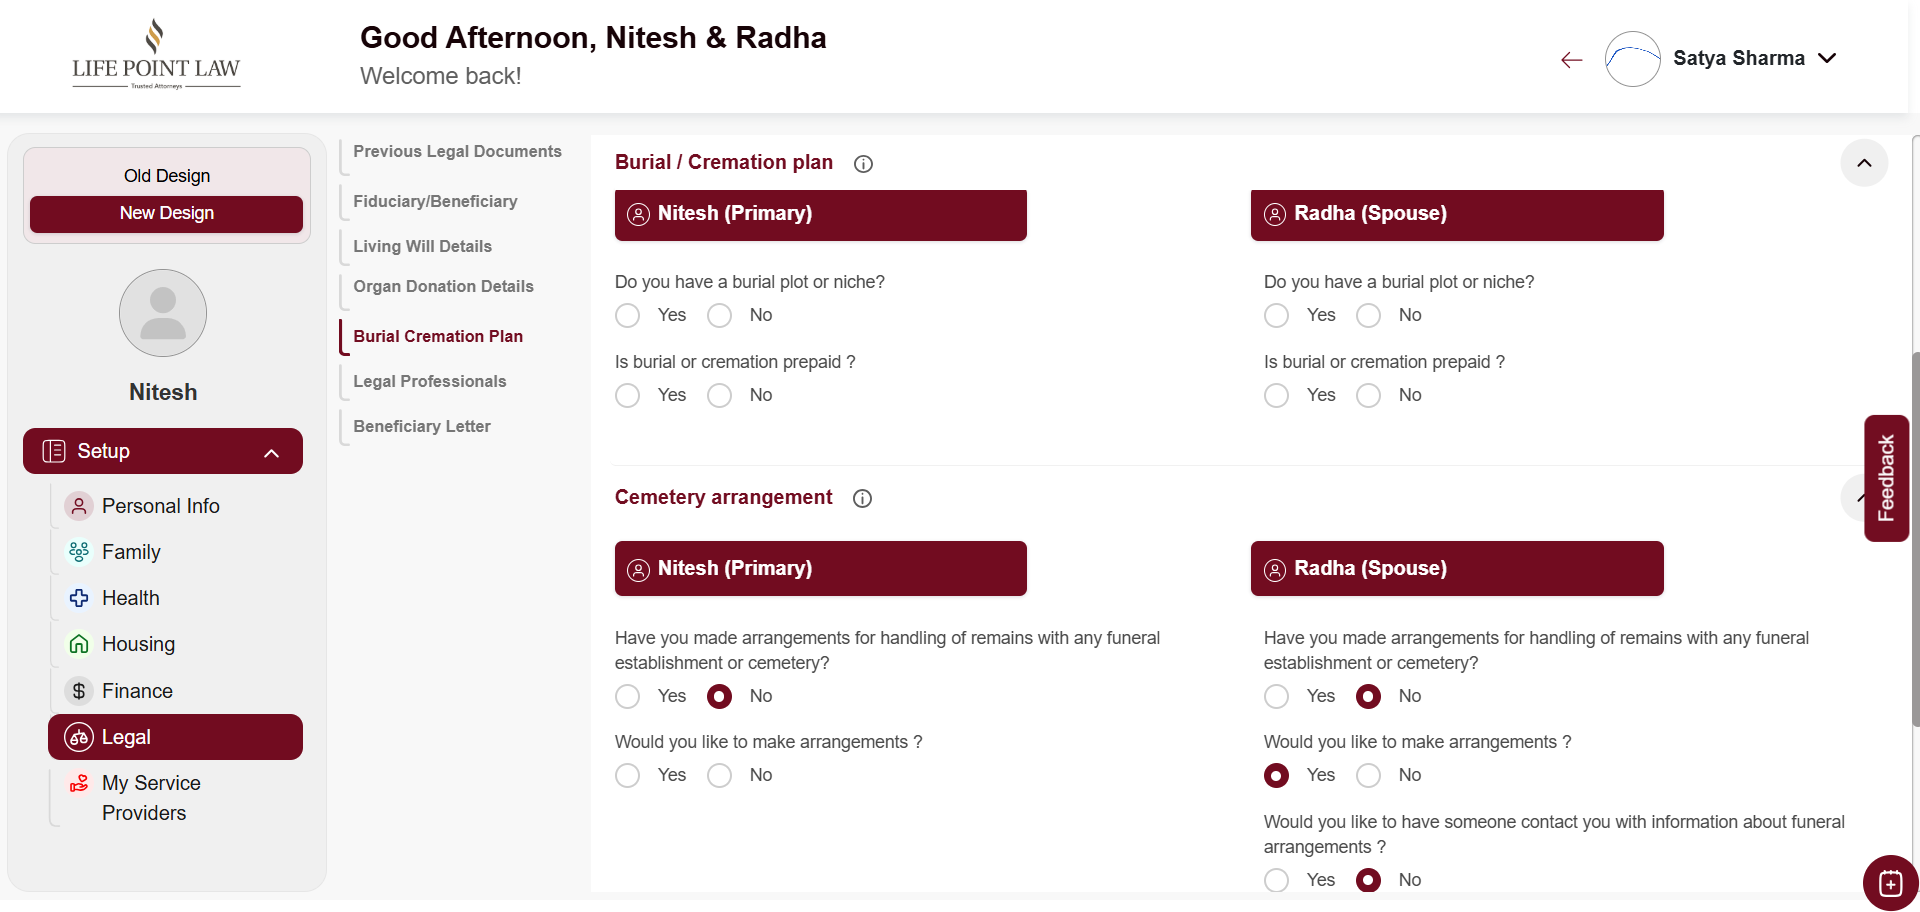 LIFE POINT LAW
Trusted Attorneys
Good Afternoon, Nitesh & Radha
Welcome back!
Satya Sharma
Old Design
New Design
Nitesh
Setup
Personal Info
Family
Health
Housing
Finance
Legal
My Service
Providers
Previous Legal Documents
Fiduciary/Beneficiary
Living Will Details
Organ Donation Details
Burial Cremation Plan
Legal Professionals
Beneficiary Letter
Burial / Cremation plan
Nitesh (Primary)
Do you have a burial plot or niche?
Yes No
Is burial or cremation prepaid ?
Yes No
Radha (Spouse)
Do you have a burial plot or niche?
Yes No
Is burial or cremation prepaid ?
Yes No
Cemetery arrangement
Nitesh (Primary)
Have you made arrangements for handling of remains with any funeral
establishment or cemetery?
Yes No
Would you like to make arrangements ?
Yes No
Radha (Spouse)
Have you made arrangements for handling of remains with any funeral
establishment or cemetery?
Yes No
Would you like to make arrangements ?
Yes No
Would you like to have someone contact you with information about funeral
arrangements ?
Yes No
Feedback